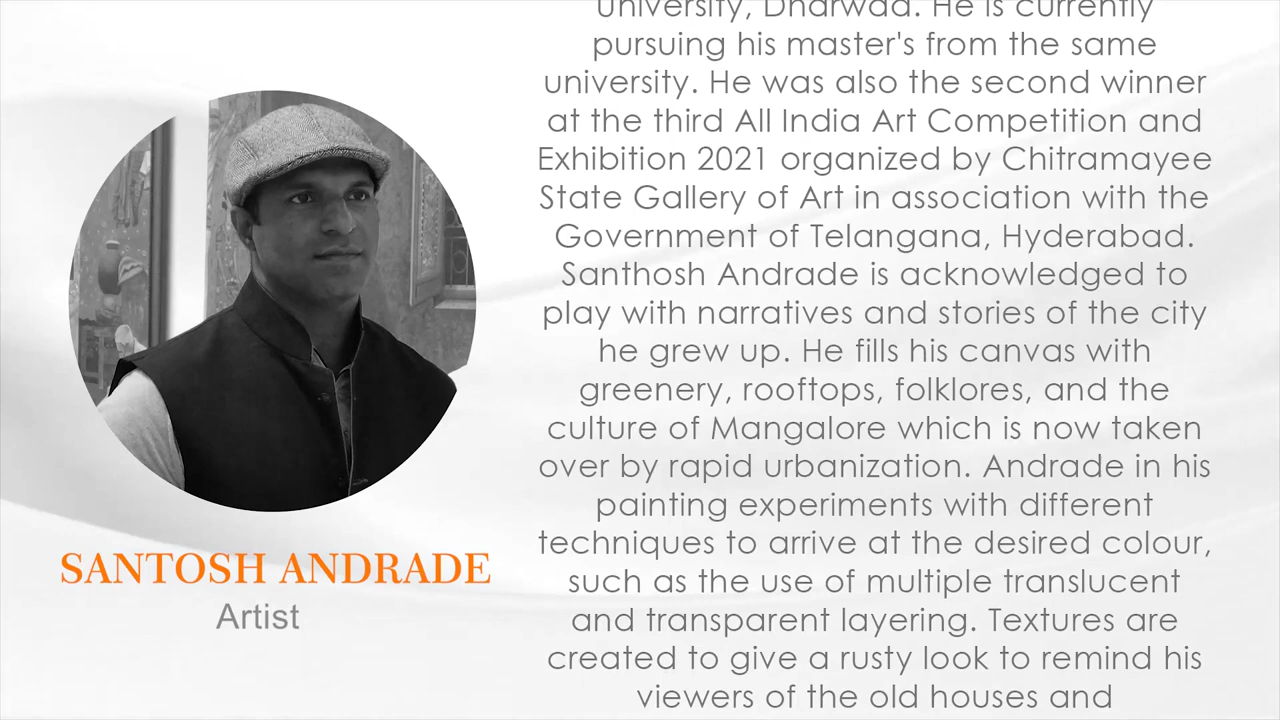 university, Dharwad. He is currently
pursuing his master's from the same
university. He was also the second winner
at the third All India Art Competition and
Exhibition 2021 organized by Chitramayee
State Gallery of Art in association with the
Government of Telangana, Hyderabad.
Santhosh Andrade is acknowledged to
play with narratives and stories of the city
he grew up. He fills his canvas with
greenery, rooftops, folklores, and the
culture of Mangalore which is now taken
over by rapid urbanization. Andrade in his
painting experiments with different
techniques to arrive at the desired colour,
such as the use of multiple translucent
and transparent layering. Textures are
created to give a rusty look to remind his
viewers of the old houses and
SANTOSH ANDRADE
Artist